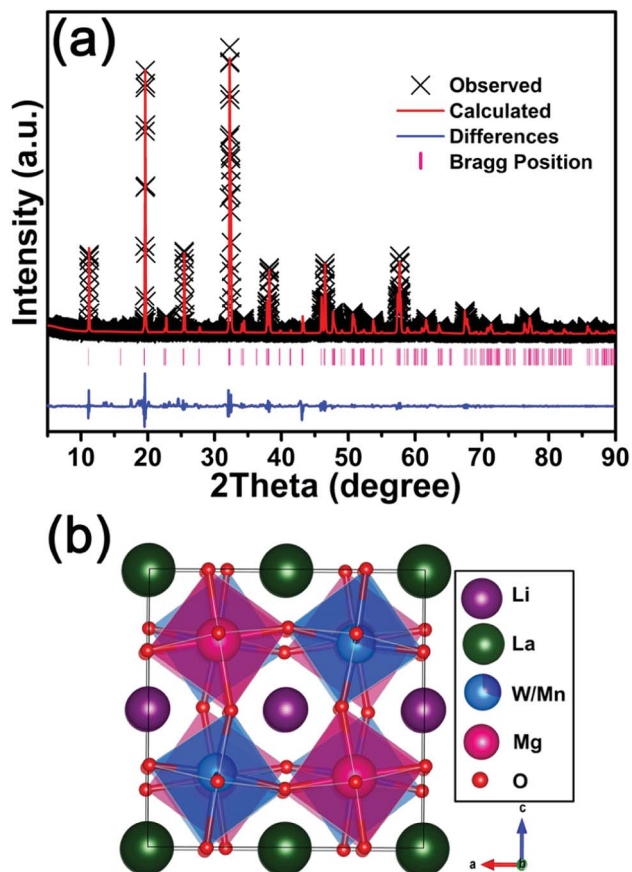 (a)
Observed
Calculated
Differences
Bragg Position
Intensity (a.u.)
10 20 30 40 50 60 70 80 90
2Theta (degree)
(b)
Li
La
W/Mn
Mg
O
c
a
b